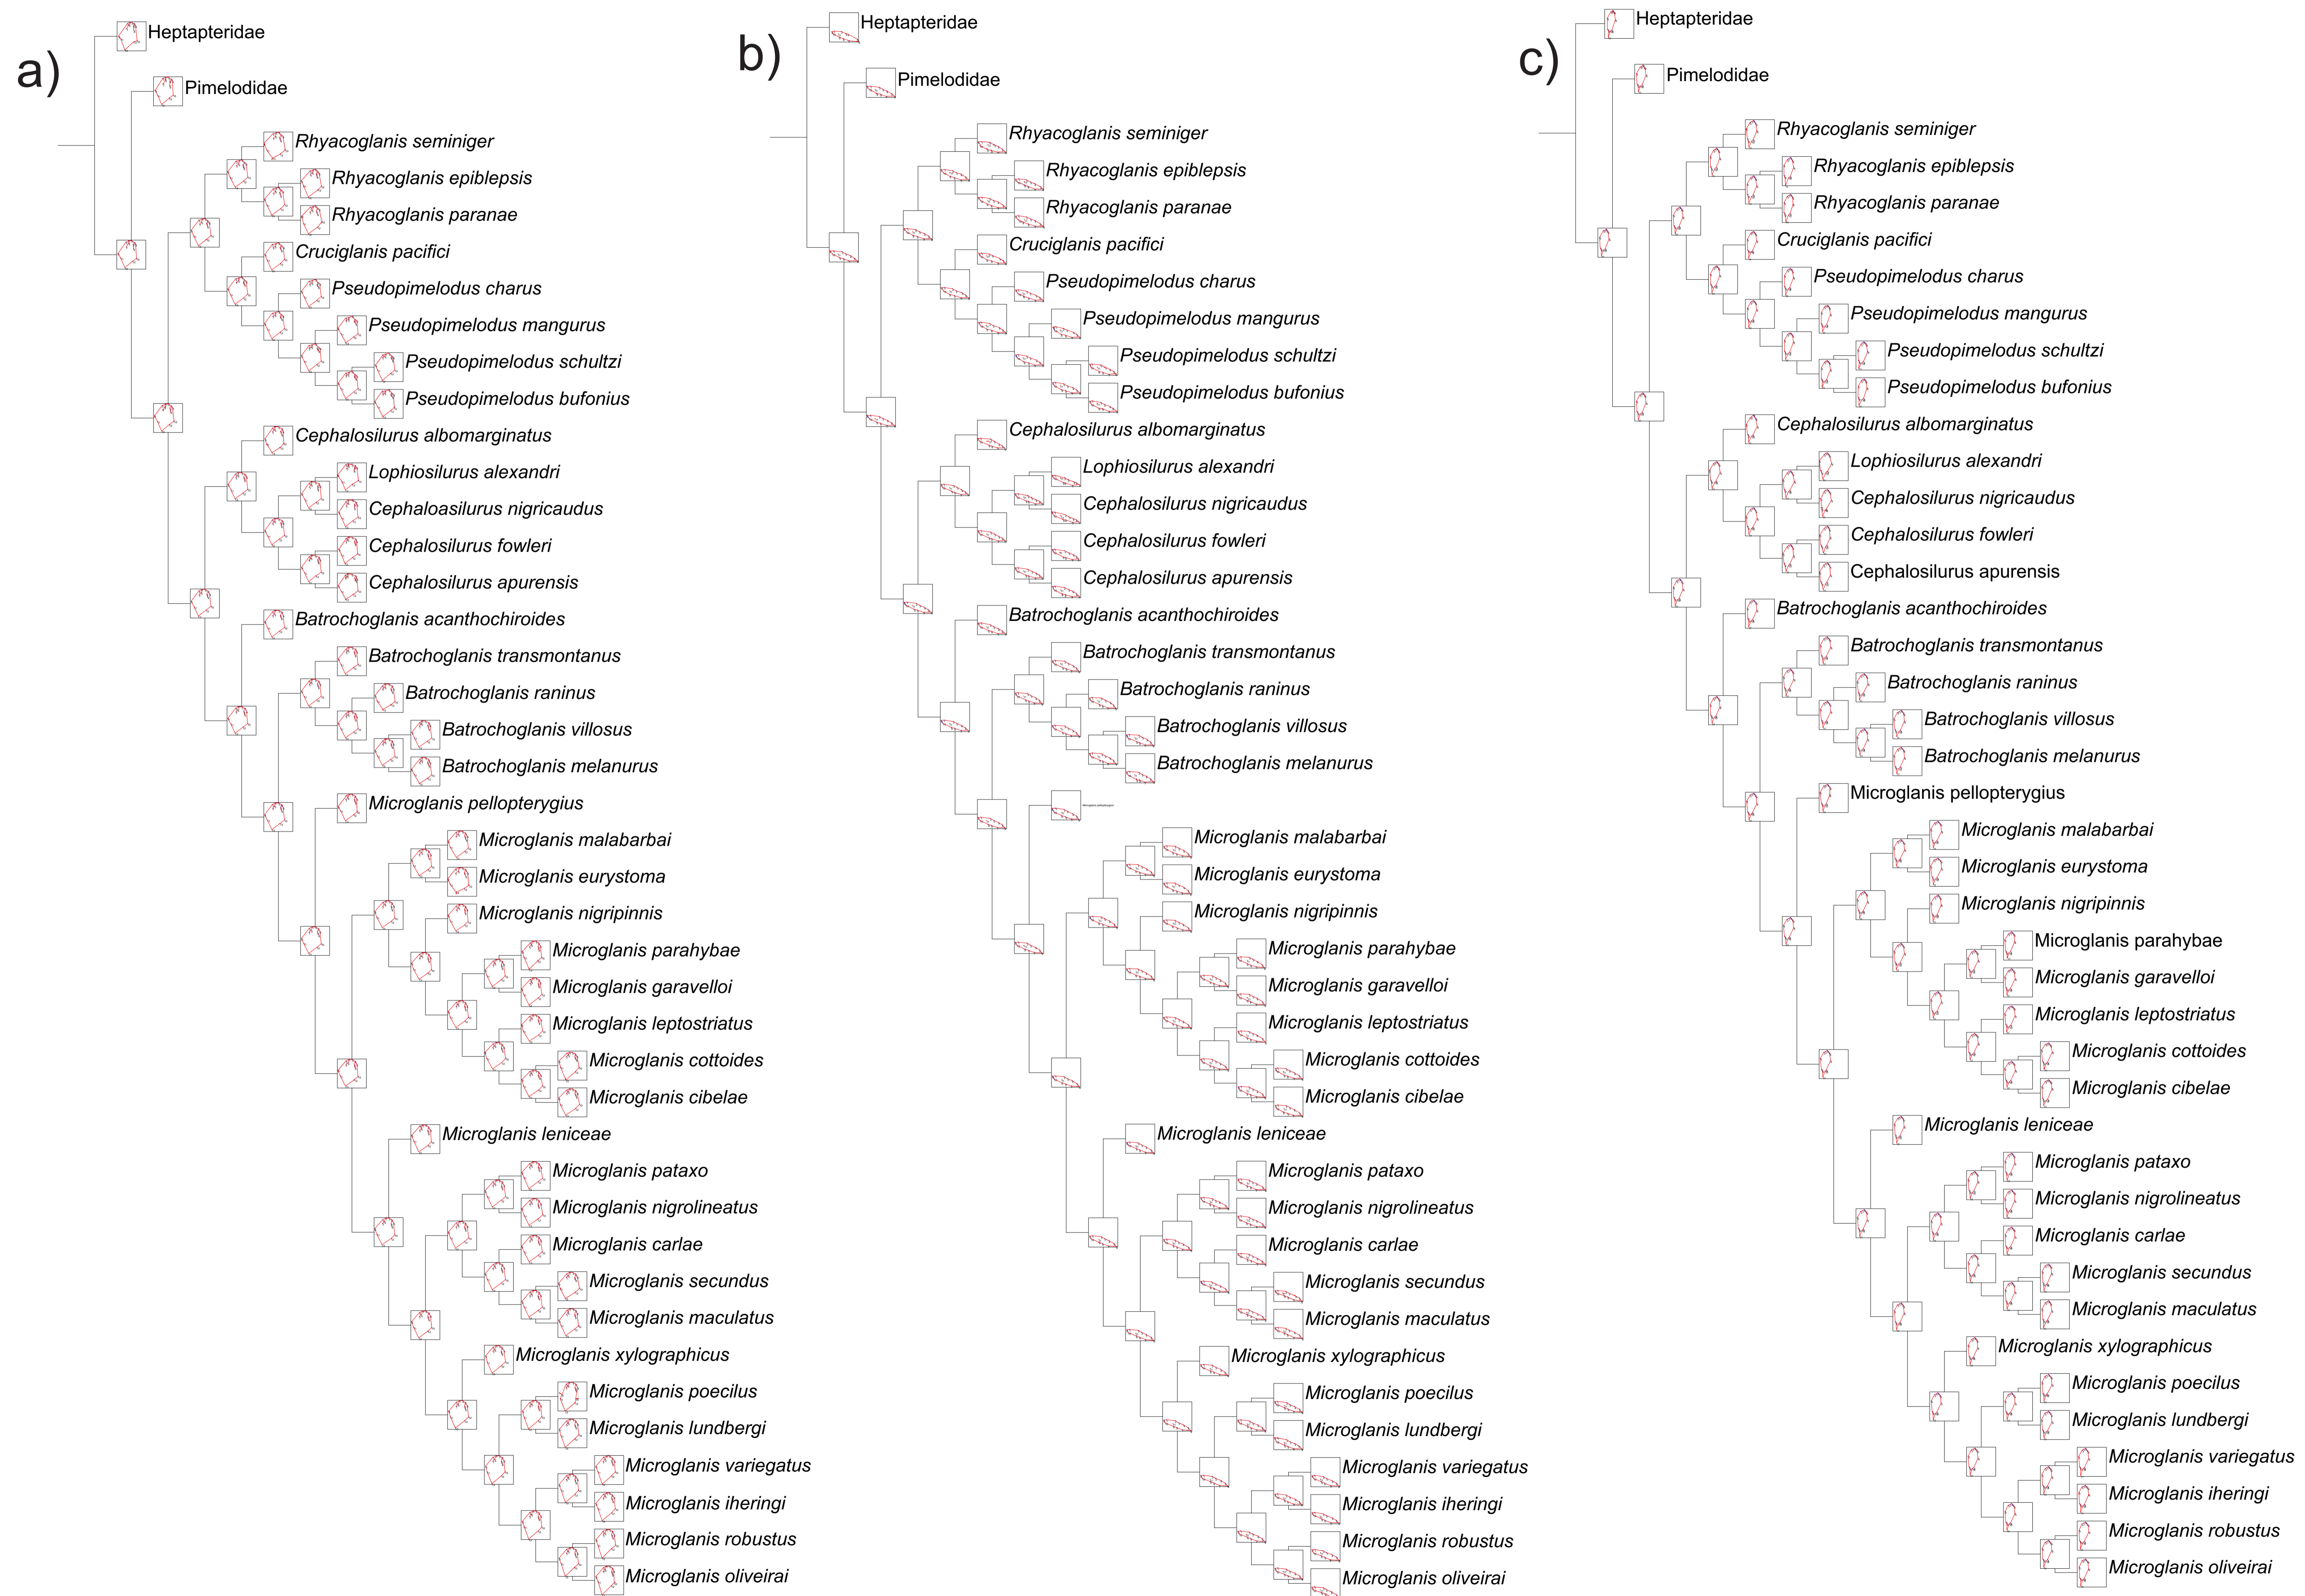 a)
Heptapteridae
Pimelodidae
Rhyacoglanis seminiger
Rhyacoglanis epiblepsis
Rhyacoglanis paranae
Cruciglanis pacifici
Pseudopimelodus charus
Pseudopimelodus mangurus
Pseudopimelodus schultzi
Pseudopimelodus bufonius
Cephalosilurus albomarginatus
Lophiosilurus alexandri
Cephaloasilurus nigricaudus
Cephalosilurus fowleri
Cephalosilurus apurensis
Batrochoglanis acanthochiroides
Batrochoglanis transmontanus
Batrochoglanis raninus
Batrochoglanis villosus
Batrochoglanis melanurus
Microglanis pellopterygius
Microglanis malabarbai
Microglanis eurystoma
Microglanis nigripinnis
Microglanis parahybae
Microglanis garavelloi
Microglanis leptostriatus
Microglanis cottoides
Microglanis cibelae
Microglanis leniceae
Microglanis pataxo
Microglanis nigrolineatus
Microglanis carlae
Microglanis secundus
Microglanis maculatus
Microglanis xylographicus
Microglanis poecilus
Microglanis lundbergi
Microglanis variegatus
Microglanis iheringi
Microglanis robustus
Microglanis oliveirai
b)
Heptapteridae
Pimelodidae
Rhyacoglanis seminiger
Rhyacoglanis epiblepsis
Rhyacoglanis paranae
Cruciglanis pacifici
Pseudopimelodus charus
Pseudopimelodus mangurus
Pseudopimelodus schultzi
Pseudopimelodus bufonius
Cephalosilurus albomarginatus
Lophiosilurus alexandri
Cephalosilurus nigricaudus
Cephalosilurus fowleri
Cephalosilurus apurensis
Batrochoglanis acanthochiroides
Batrochoglanis transmontanus
Batrochoglanis raninus
Batrochoglanis villosus
Batrochoglanis melanurus
Microglanis malabarbai
Microglanis eurystoma
Microglanis nigripinnis
Microglanis parahybae
Microglanis garavelloi
Microglanis leptostriatus
Microglanis cottoides
Microglanis cibelae
Microglanis leniceae
Microglanis pataxo
Microglanis nigrolineatus
Microglanis carlae
Microglanis secundus
Microglanis maculatus
Microglanis xylographicus
Microglanis poecilus
Microglanis lundbergi
Microglanis variegatus
Microglanis iheringi
Microglanis robustus
Microglanis oliveirai
c)
Heptapteridae
Pimelodidae
Rhyacoglanis seminiger
Rhyacoglanis epiblepsis
Rhyacoglanis paranae
Cruciglanis pacifici
Pseudopimelodus charus
Pseudopimelodus mangurus
Pseudopimelodus schultzi
Pseudopimelodus bufonius
Cephalosilurus albomarginatus
Lophiosilurus alexandri
Cephalosilurus nigricaudus
Cephalosilurus fowleri
Cephalosilurus apurensis
Batrochoglanis acanthochiroides
Batrochoglanis transmontanus
Batrochoglanis raninus
Batrochoglanis villosus
Batrochoglanis melanurus
Microglanis pellopterygius
Microglanis malabarbai
Microglanis eurystoma
Microglanis nigripinnis
Microglanis parahybae
Microglanis garavelloi
Microglanis leptostriatus
Microglanis cottoides
Microglanis cibelae
Microglanis leniceae
Microglanis pataxo
Microglanis nigrolineatus
Microglanis carlae
Microglanis secundus
Microglanis maculatus
Microglanis xylographicus
Microglanis poecilus
Microglanis lundbergi
Microglanis variegatus
Microglanis iheringi
Microglanis robustus
Microglanis oliveirai